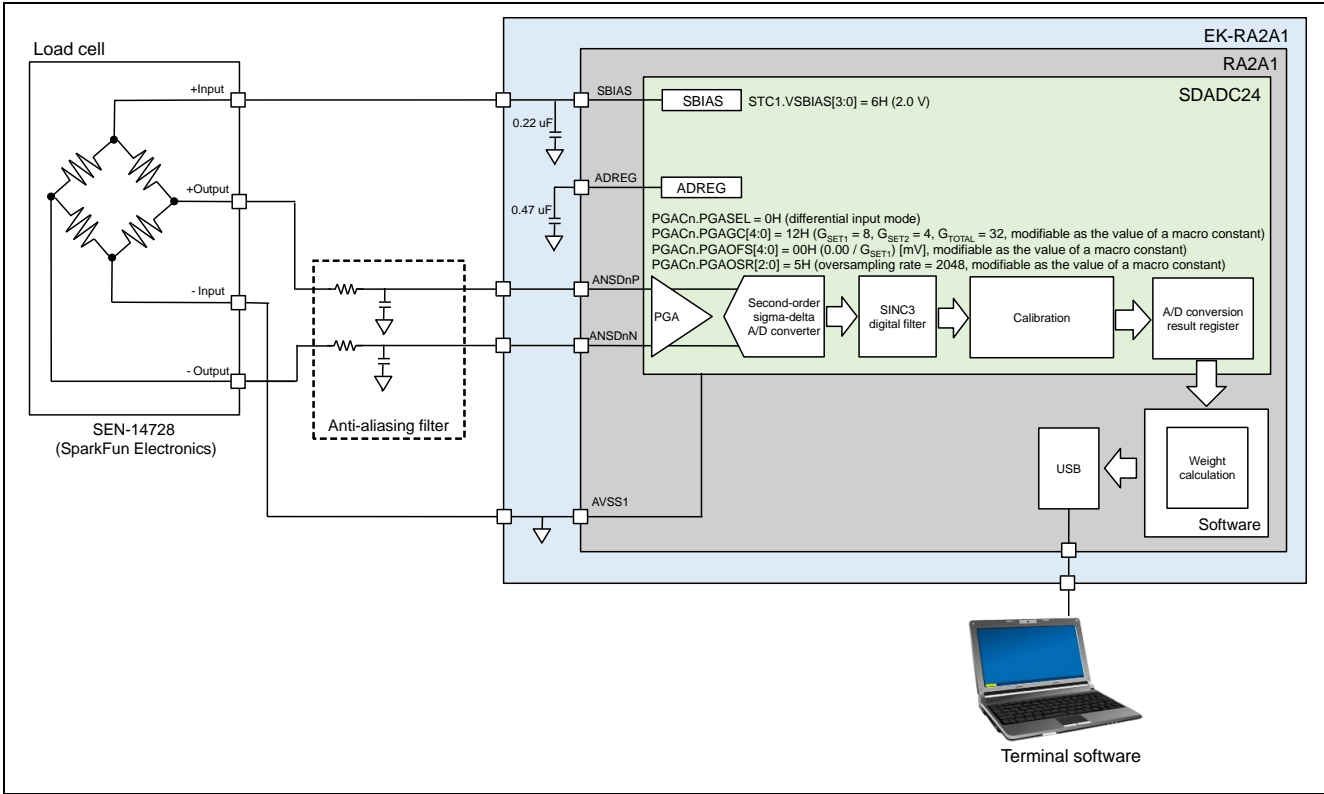 EK-RA2A1
RA2A1
SDADC24
Load cell
+Input
+Output
- Input
- Output
SEN-14728
(SparkFun Electronics)
Anti-aliasing filter
0.22 uF
0.47 uF
SBIAS
ADREG
ANSDnP
ANSDnN
AVSS1
SBIAS
STC1.VSBIAS[3:0] = 6H (2.0 V)
ADREG
PGACn.PGASEL = 0H (differential input mode)
PGACn.PGAGC[4:0] = 12H (GSET1 = 8, GSET2 = 4, GTOTAL = 32, modifiable as the value of a macro constant)
PGACn.PGAOFS[4:0] = 00H (0.00 / GSET1) [mV], modifiable as the value of a macro constant)
PGACn.PGAOSR[2:0] = 5H (oversampling rate = 2048, modifiable as the value of a macro constant)
PGA
Second-order
sigma-delta
A/D converter
SINC3
digital filter
Calibration
A/D conversion
result register
USB
Weight
calculation
Software
Terminal software